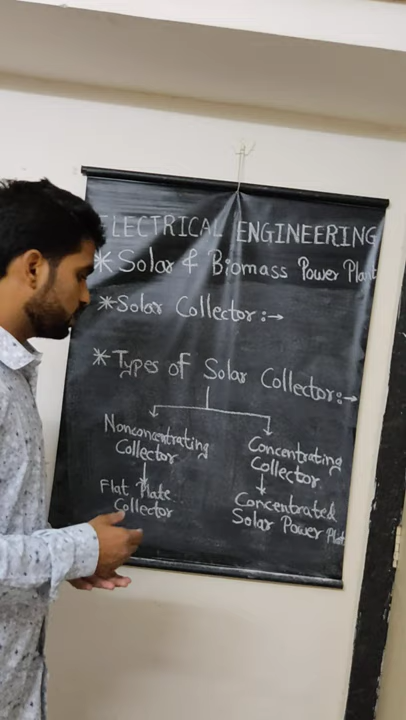 ELECTRICAL ENGINEERING
* Solar & Biomass Power Plant
* Solar Collector :→
* Types of Solar Collector :→
Nonconcentrating
Collector
Flat Plate
Collector
Concentrating
Collector
Concentrated
Solar Power Plat